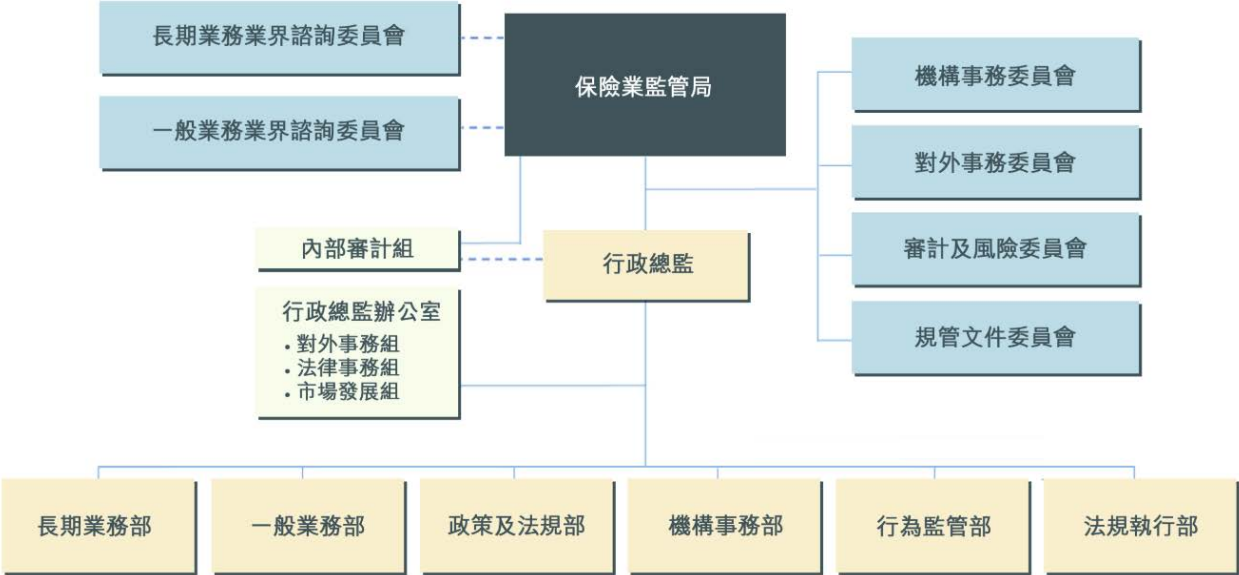 長期業務業界諮詢委員會
一般業務業界諮詢委員會
保險業監管局
機構事務委員會
對外事務委員會
審計及風險委員會
規管文件委員會
內部審計組
行政總監
行政總監辦公室
• 對外事務組
• 法律事務組
• 市場發展組
長期業務部
一般業務部
政策及法規部
機構事務部
行為監管部
法規執行部